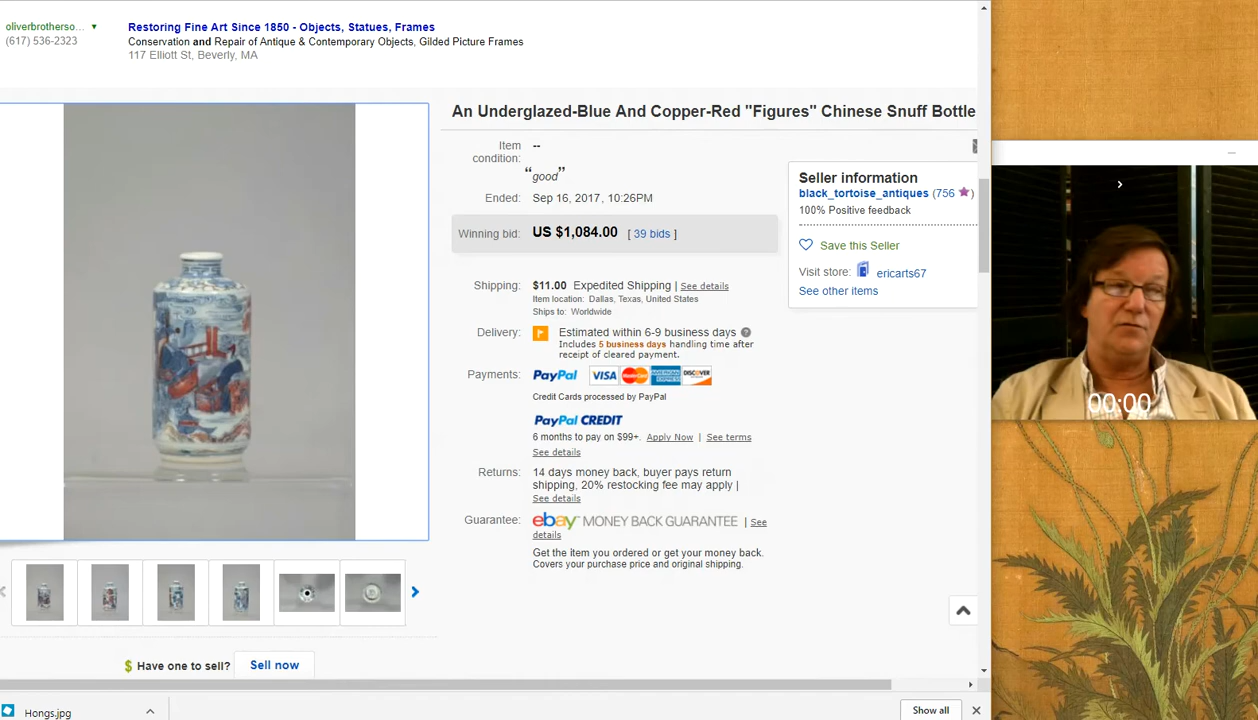 oliverbrotherso...
(617) 536-2323
Restoring Fine Art Since 1850 - Objects, Statues, Frames
Conservation and Repair of Antique & Contemporary Objects, Gilded Picture Frames
117 Elliott St, Beverly, MA
An Underglazed-Blue And Copper-Red "Figures" Chinese Snuff Bottle
Item condition: --
“good”
Ended: Sep 16, 2017, 10:26PM
Winning bid: US $1,084.00 [ 39 bids ]
Shipping: $11.00 Expedited Shipping | See details
Item location: Dallas, Texas, United States
Ships to: Worldwide
Delivery: Estimated within 6-9 business days
Includes 5 business days handling time after
receipt of cleared payment.
Payments: PayPal VISA MasterCard AMERICAN EXPRESS DISCOVER
Credit Cards processed by PayPal
PayPal CREDIT
6 months to pay on $99+. Apply Now | See terms
See details
Returns: 14 days money back, buyer pays return
shipping, 20% restocking fee may apply |
See details
Guarantee: ebay MONEY BACK GUARANTEE | See
details
Get the item you ordered or get your money back.
Covers your purchase price and original shipping.
Seller information
black_tortoise_antiques (756 )
100% Positive feedback
Save this Seller
Visit store: ericarts67
See other items
00:00
$ Have one to sell? Sell now
Hongs.jpg
Show all